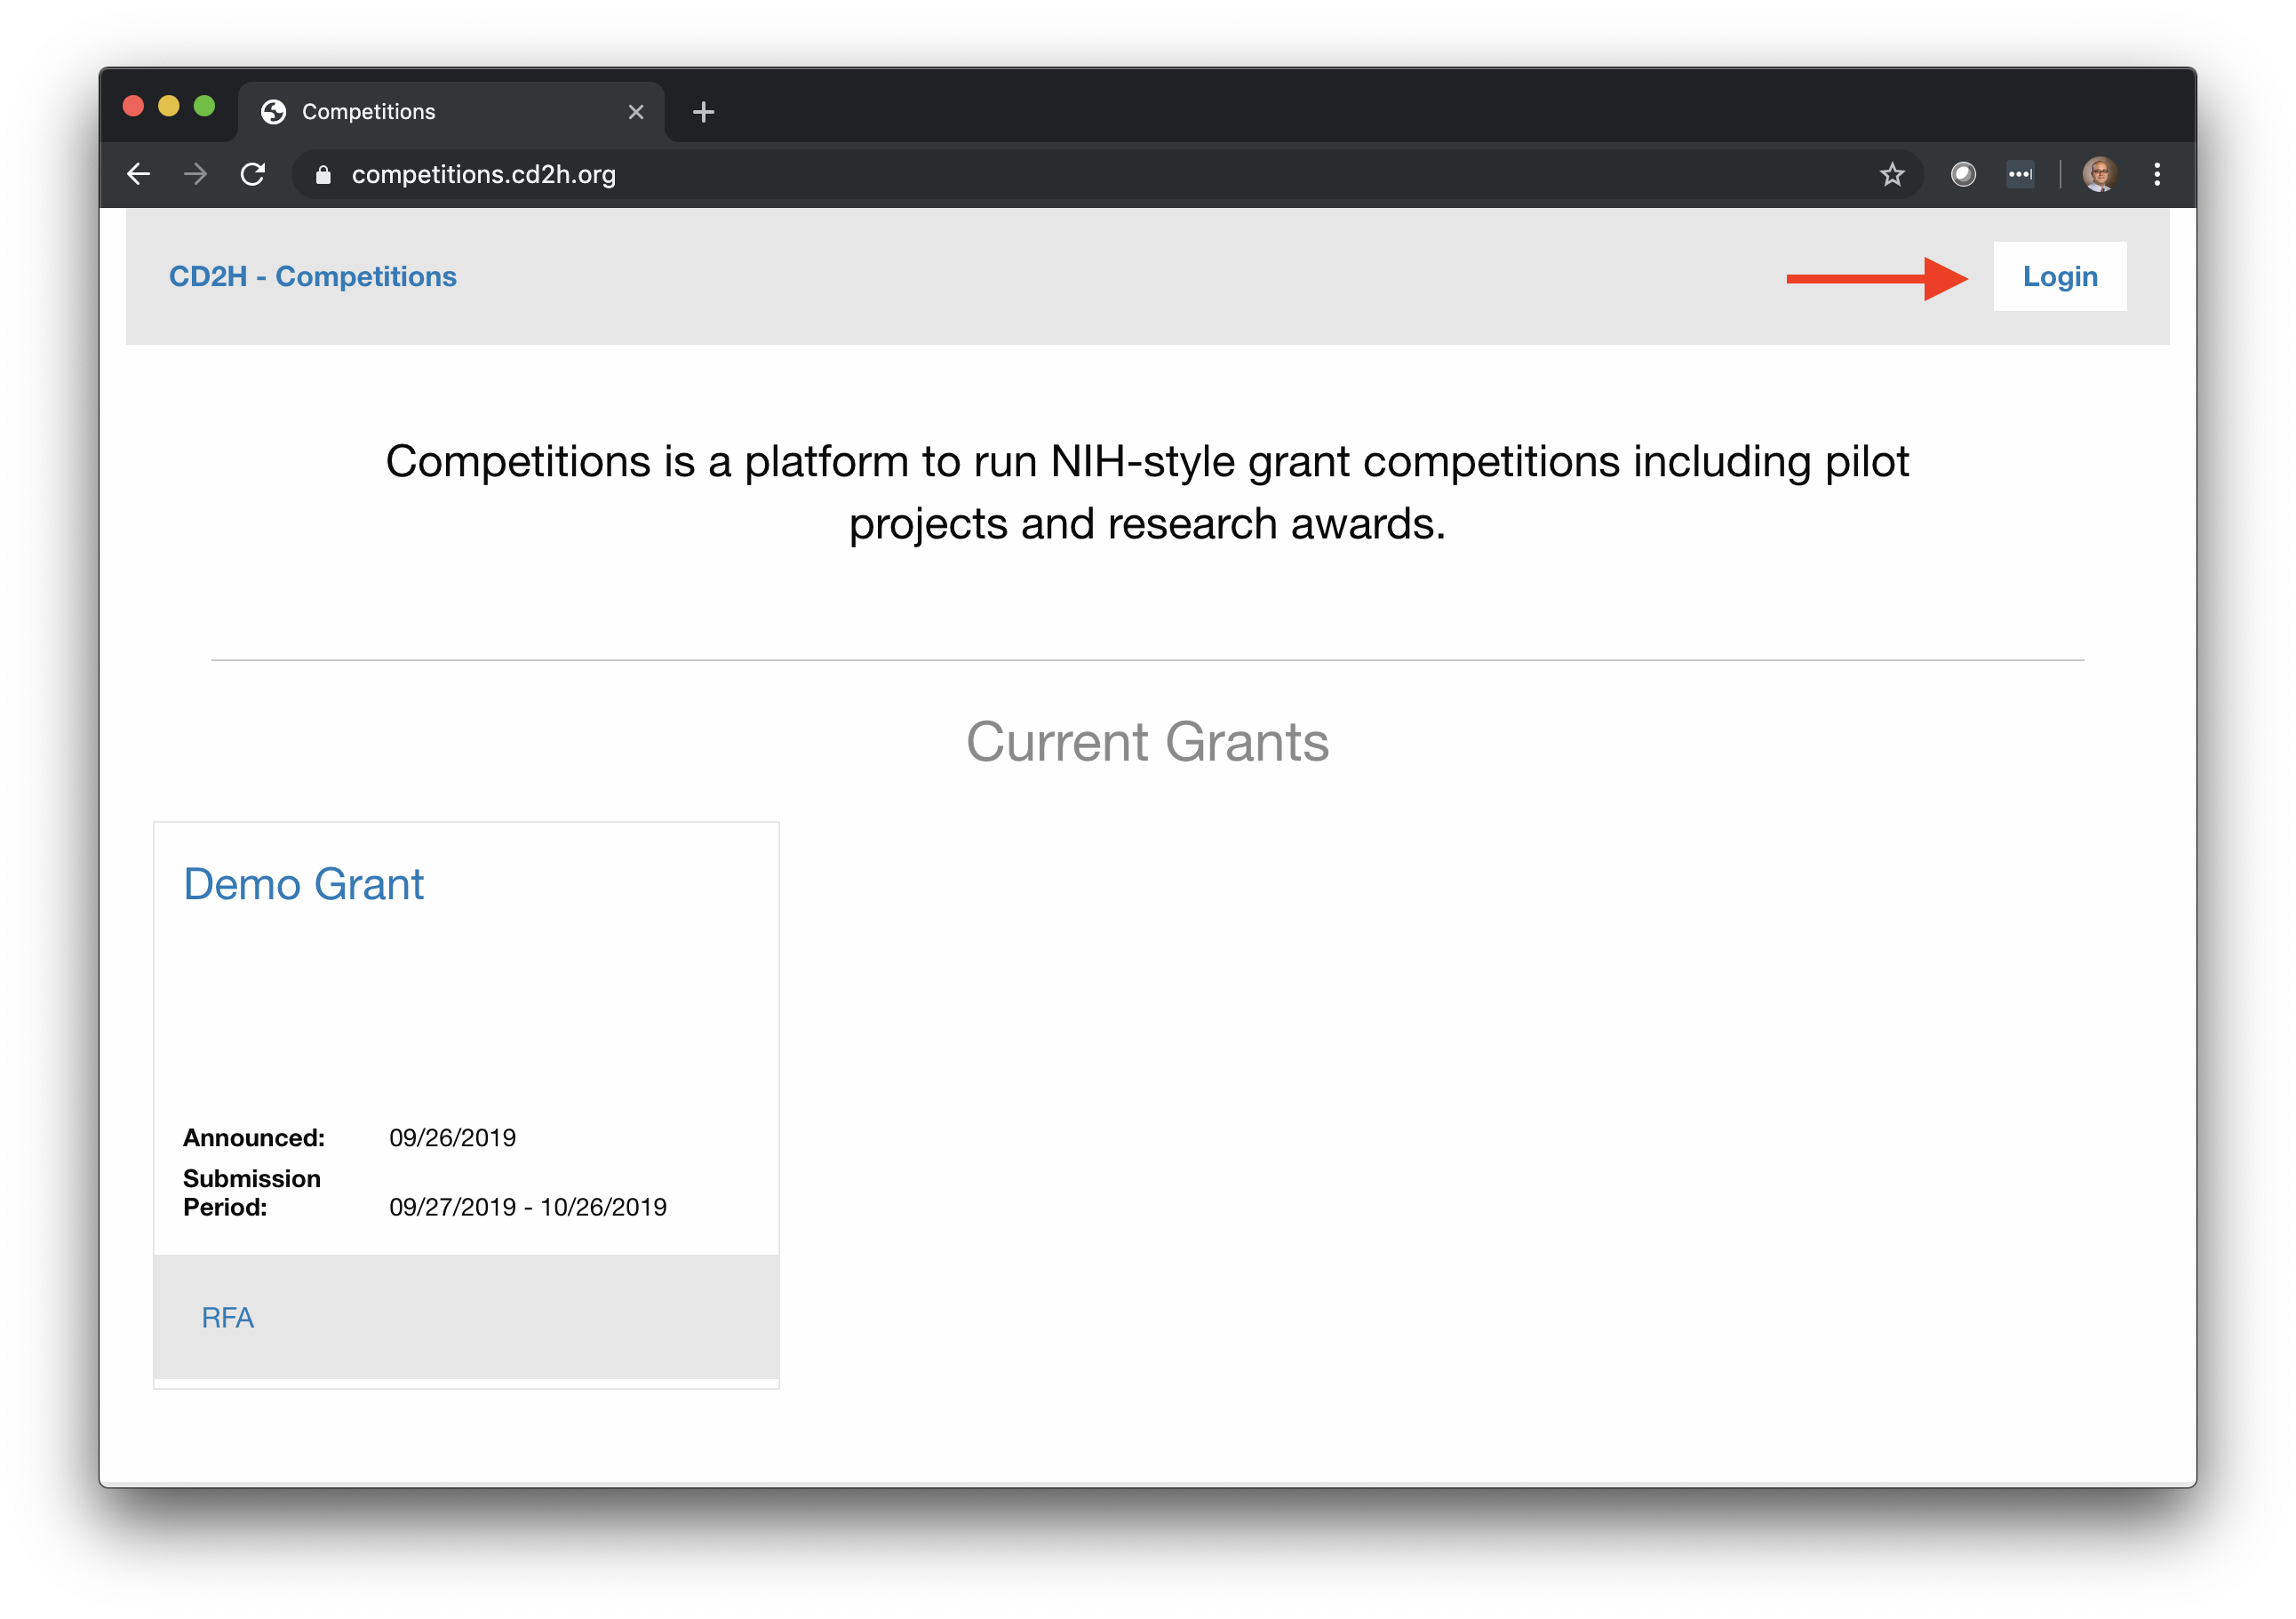 Competitions
competitions.cd2h.org
CD2H - Competitions
Login
Competitions is a platform to run NIH-style grant competitions including pilot
projects and research awards.
Current Grants
Demo Grant
Announced: 09/26/2019
Submission
Period: 09/27/2019 - 10/26/2019
RFA